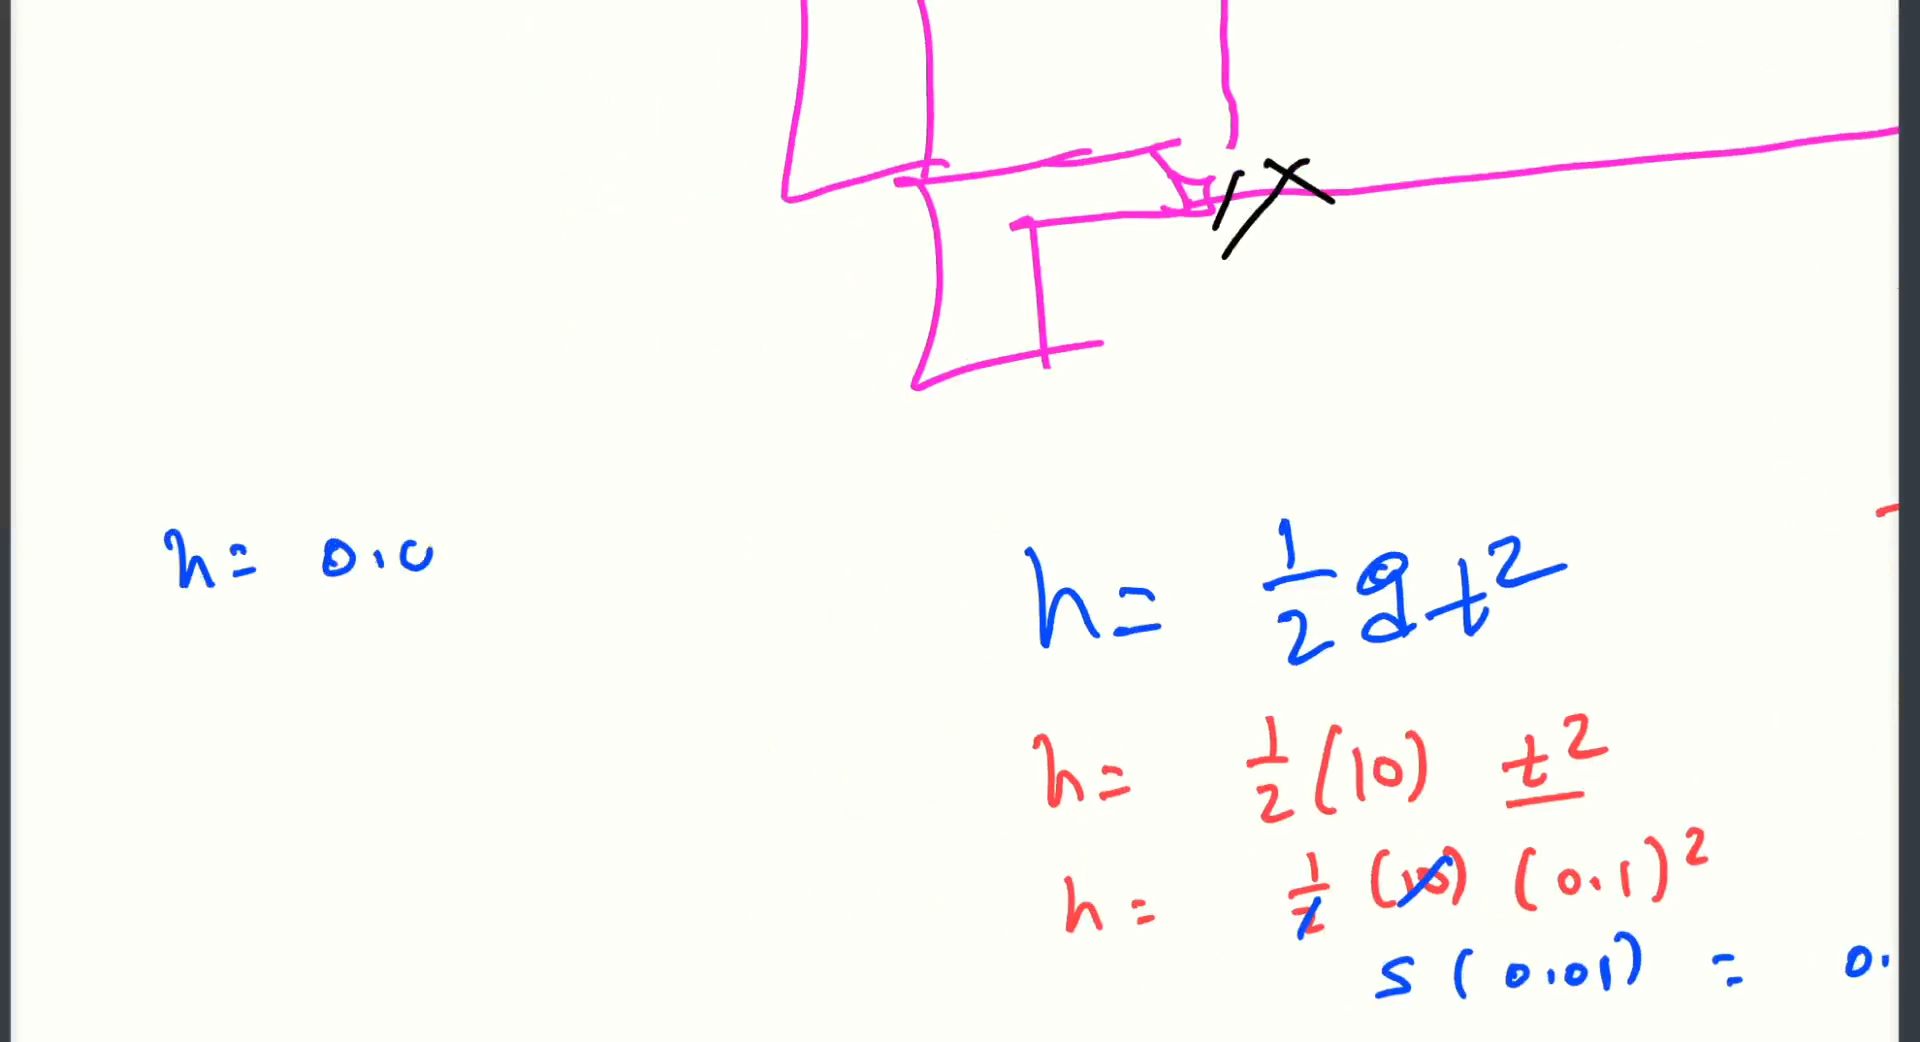 h = 0.0
h = 1/2 g t²
h = 1/2 (10) t²
h = 1/2 (10) (0.1)²
5 (0.01) = 0.